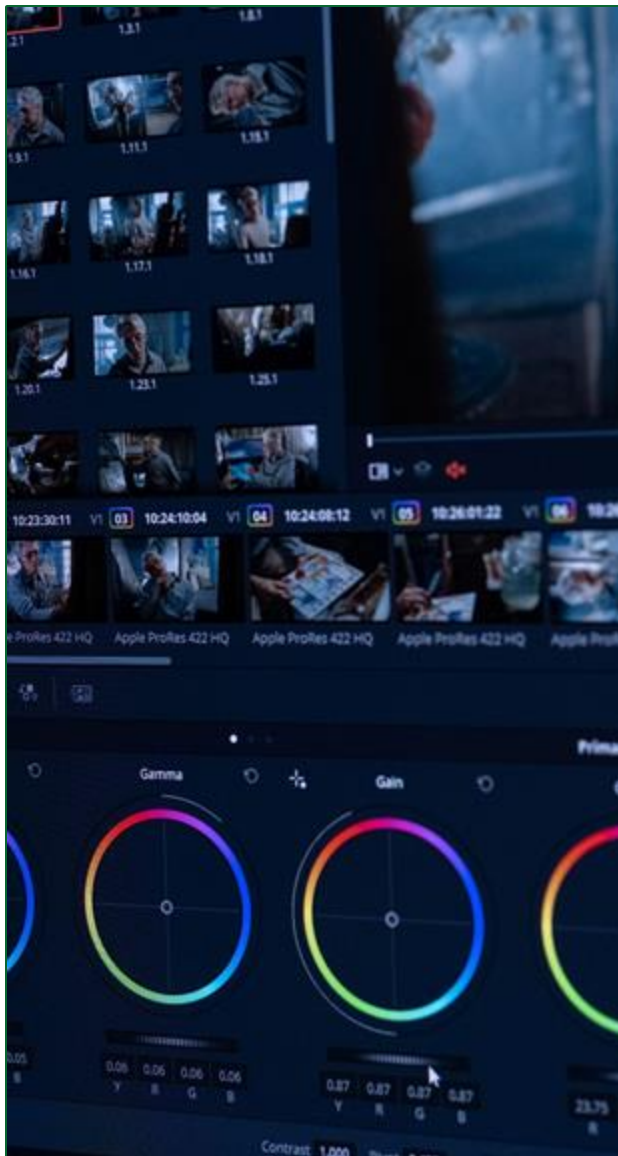 1.2.1 1.3.1 1.8.1
1.9.1 1.11.1 1.15.1
1.16.1 1.17.1 1.18.1
1.20.1 1.23.1 1.25.1
10:23:30:11 V1 03 10:24:10:04 V1 04 10:24:08:12 V1 05 10:26:01:22 V1 06
ProRes 422 HQ Apple ProRes 422 HQ Apple ProRes 422 HQ Apple ProRes 422 HQ Apple
Prima
Gamma Gain
0.05 0.06 0.06 0.06 0.06 0.87 0.87 0.87 0.87 23.75
B Y R G B Y R G B R
Contrast 1.000